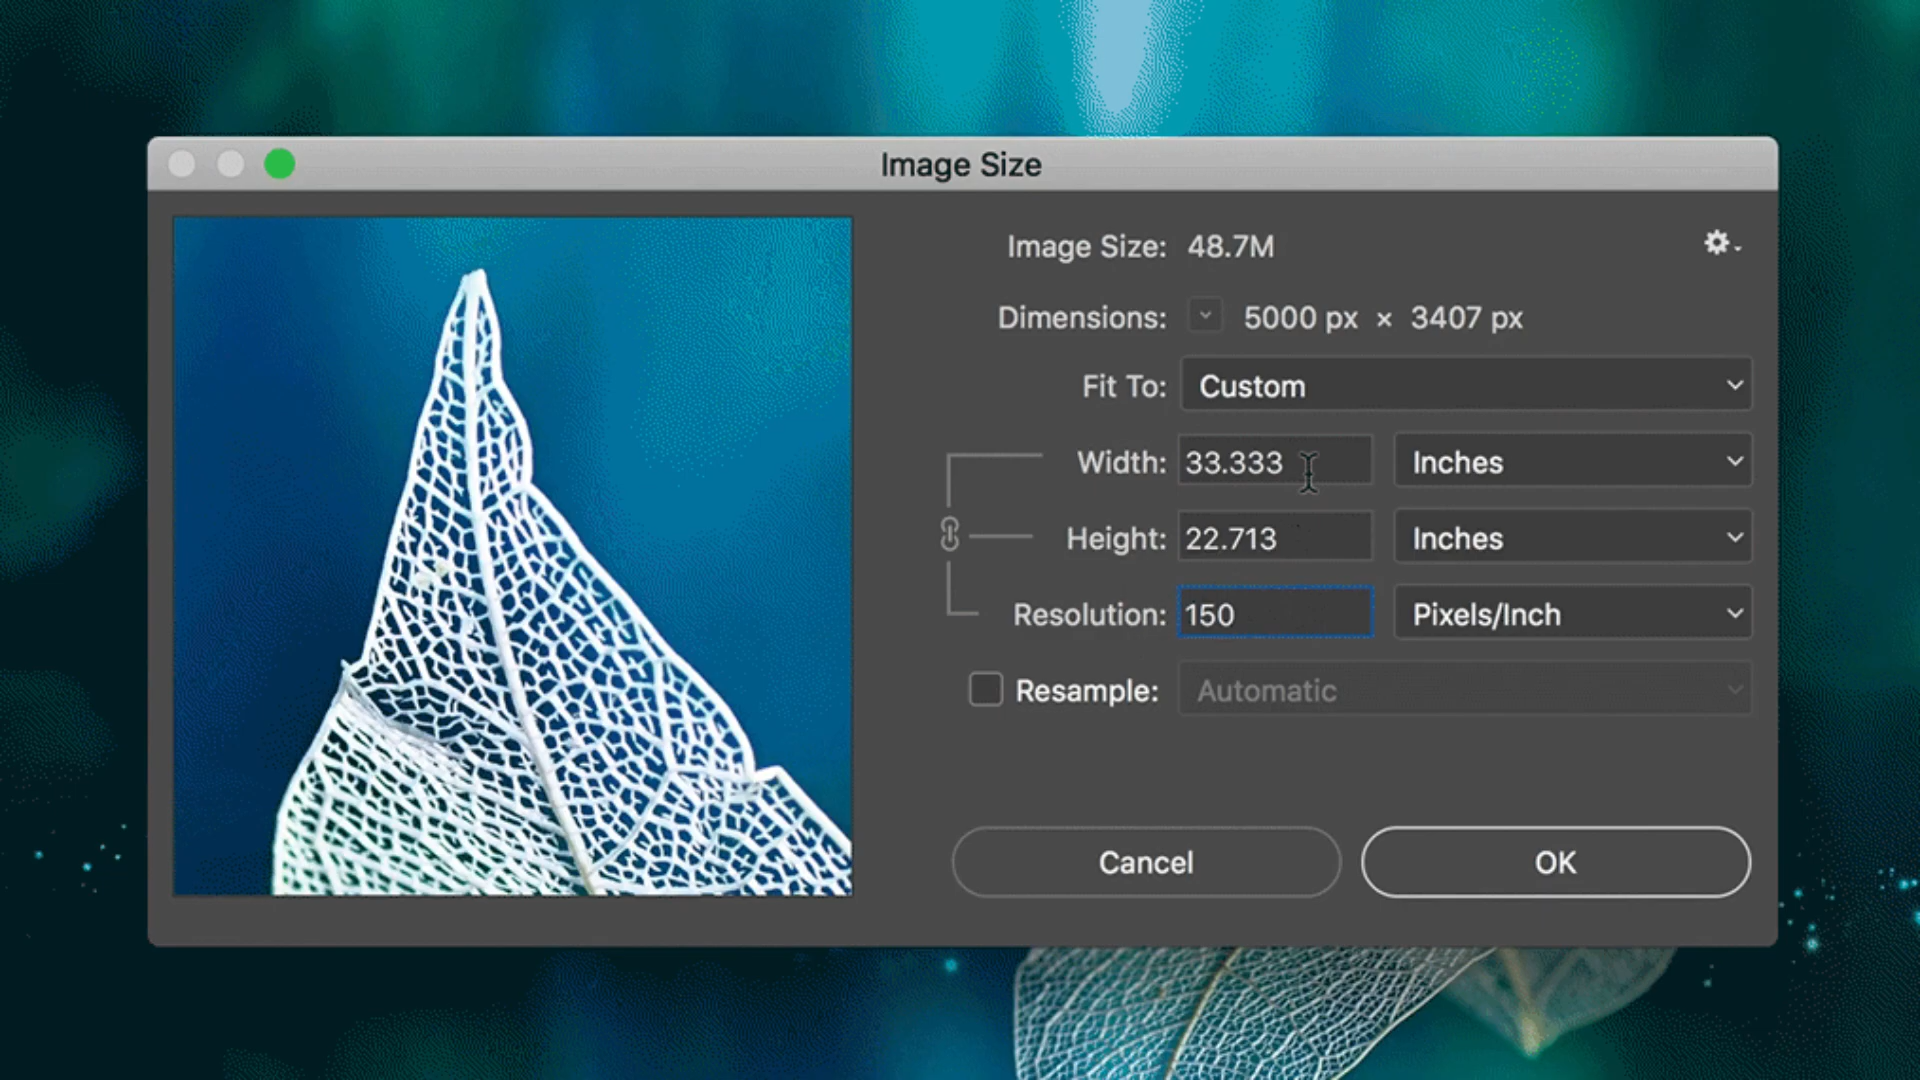 Image Size
Image Size: 48.7M
Dimensions: 5000 px × 3407 px
Fit To: Custom
Width: 33.333 Inches
Height: 22.713 Inches
Resolution: 150 Pixels/Inch
Resample: Automatic
Cancel OK